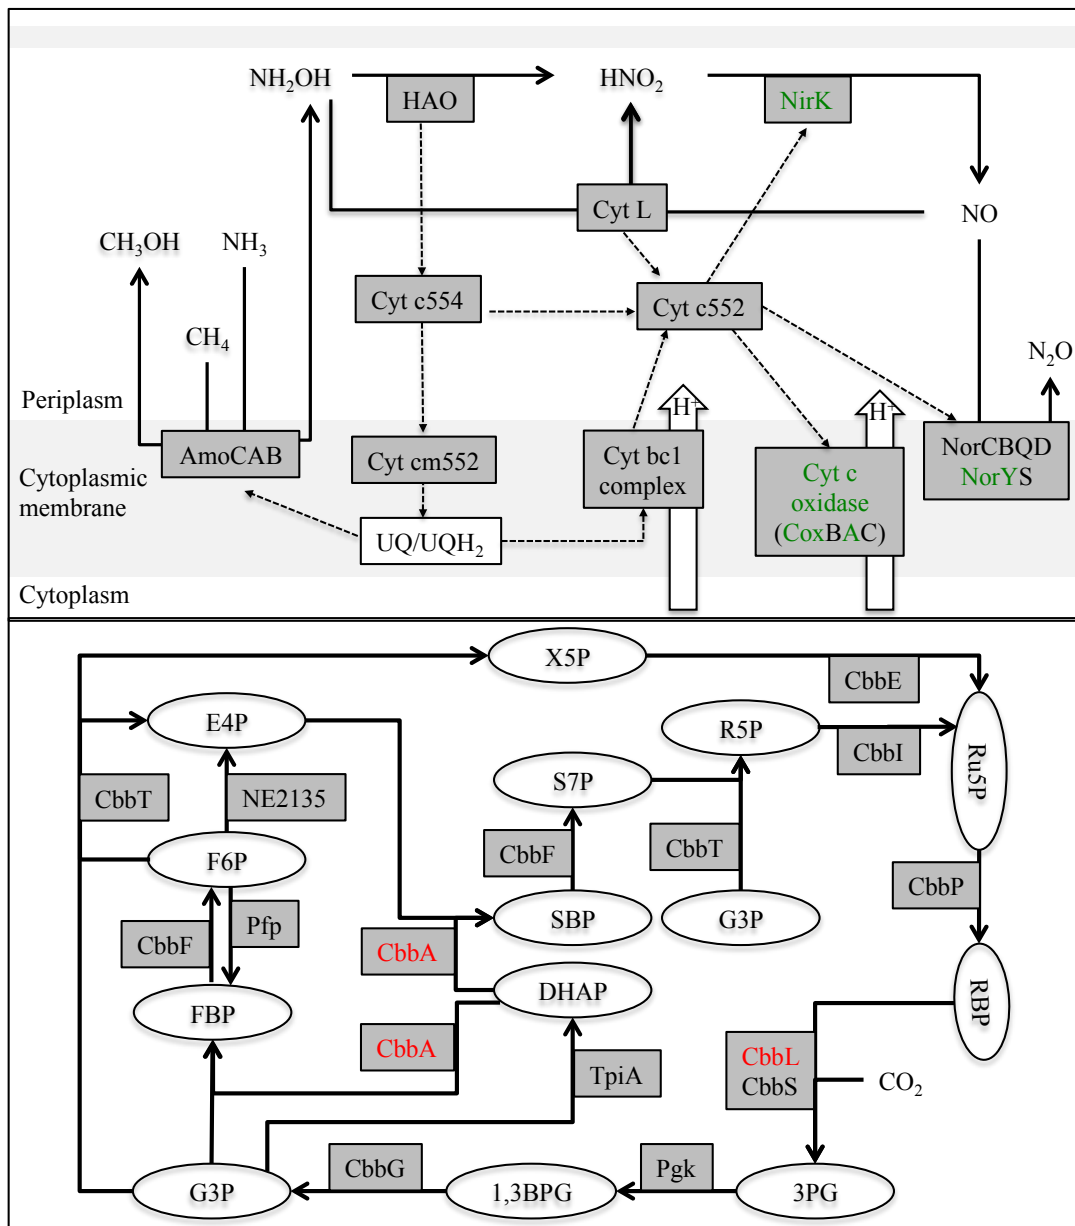 NH₂OH
HNO₂
HAO
NirK
Cyt L
NO
CH₃OH
NH₃
Cyt c554
Cyt c552
CH₄
N₂O
Periplasm
H⁺
H⁺
AmoCAB
Cyt cm552
Cyt bc1
complex
Cyt c
oxidase
(CoxBAC)
NorCBQD
NorYS
Cytoplasmic
membrane
UQ/UQH₂
Cytoplasm
X5P
CbbE
E4P
R5P
CbbI
Ru5P
CbbT
NE2135
S7P
F6P
CbbF
CbbT
CbbP
Pfp
CbbF
SBP
G3P
CbbA
DHAP
RBP
FBP
CbbA
TpiA
CbbL
CbbS
CO₂
CbbG
Pgk
G3P
1,3BPG
3PG